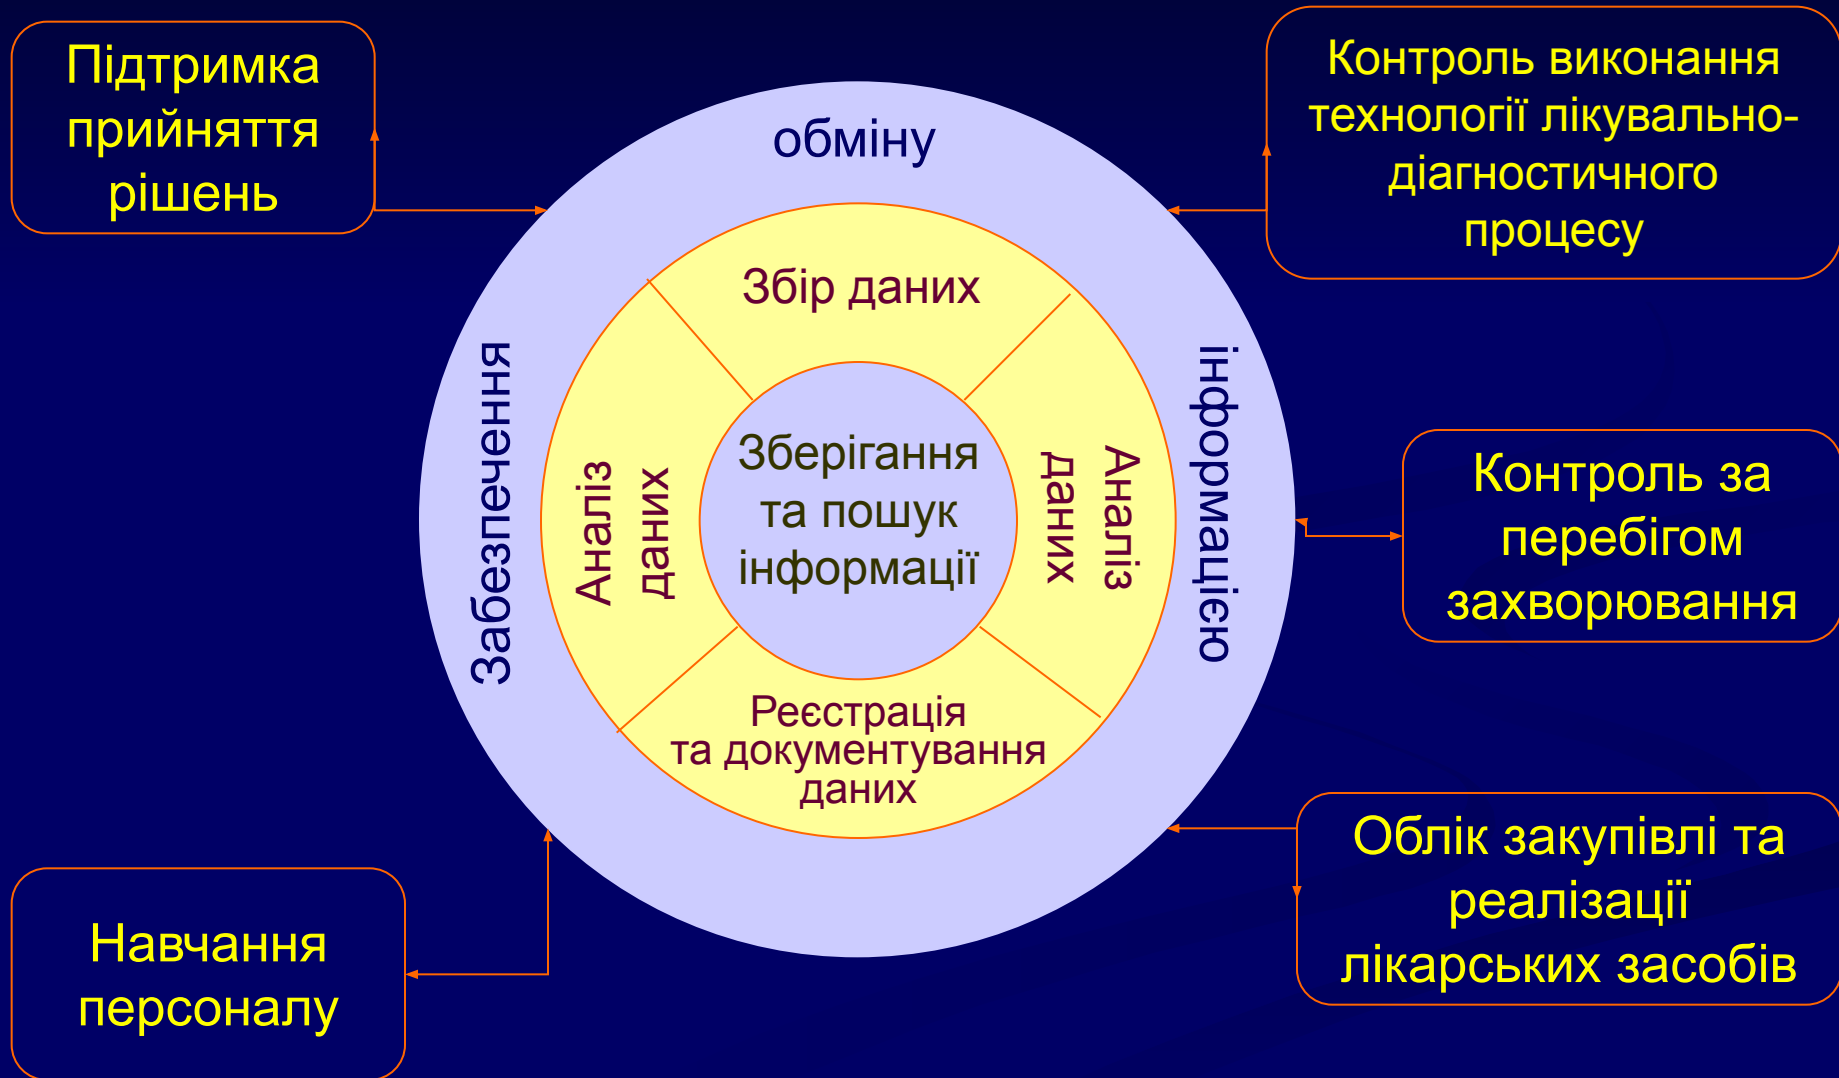 Підтримка
прийняття
рішень
Контроль виконання
технології лікувально-
діагностичного
процесу
Забезпечення
обміну
інформацією
Збір даних
Аналіз
даних
Зберігання
та пошук
інформації
Аналіз
даних
Реєстрація
та документування
даних
Контроль за
перебігом
захворювання
Навчання
персоналу
Облік закупівлі та
реалізації
лікарських засобів